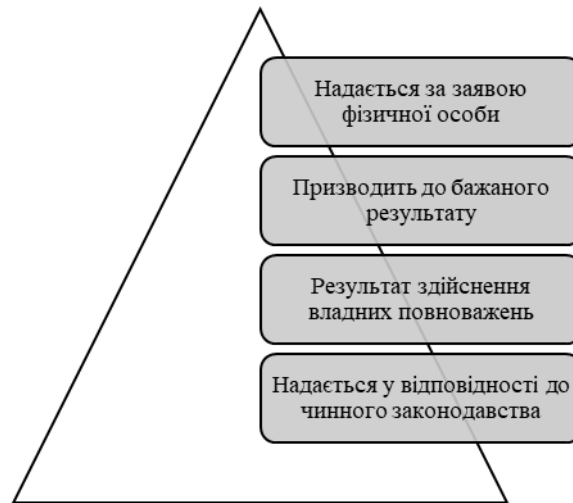 Надається за заявою
фізичної особи
Призводить до бажаного
результату
Результат здійснення
владних повноважень
Надається у відповідності до
чинного законодавства